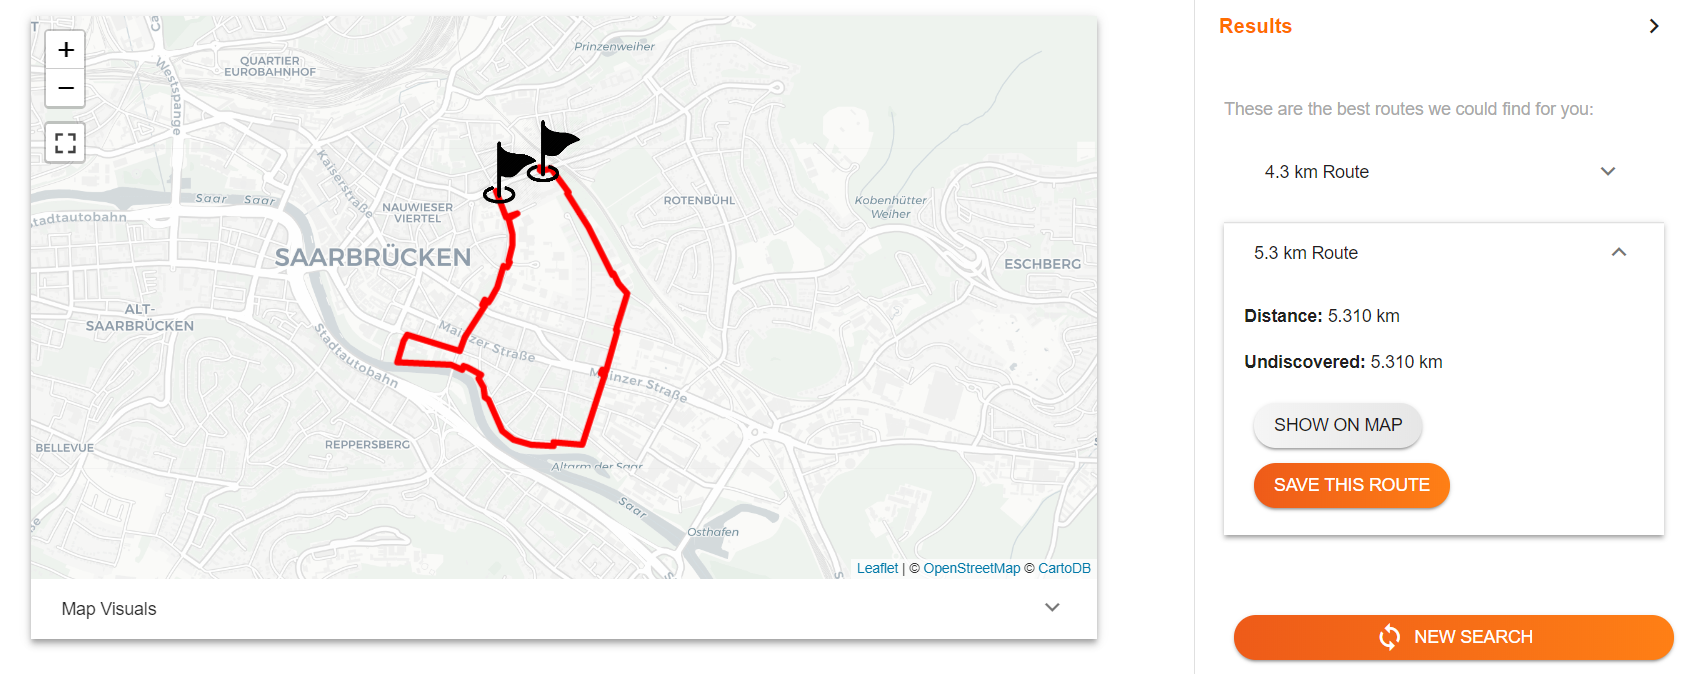 Prinzenweiher
QUARTIER
EUROBAHNHOF
Westspange
Kaiserstraße
Saar
Saar
Stadtautobahn
NAUWIESER
VIERTEL
ROTENBÜHL
Kobenhütter
Weiher
SAARBRÜCKEN
ESCHBERG
ALT-
SAARBRÜCKEN
Stadtautobahn
Mainzer Straße
Mainzer Straße
BELLEVUE
REPPERSBERG
Altarm der Saar
Saar
Osthafen
+
−
Leaflet | © OpenStreetMap © CartoDB
Map Visuals
Results
These are the best routes we could find for you:
4.3 km Route
5.3 km Route
Distance: 5.310 km
Undiscovered: 5.310 km
SHOW ON MAP
SAVE THIS ROUTE
NEW SEARCH